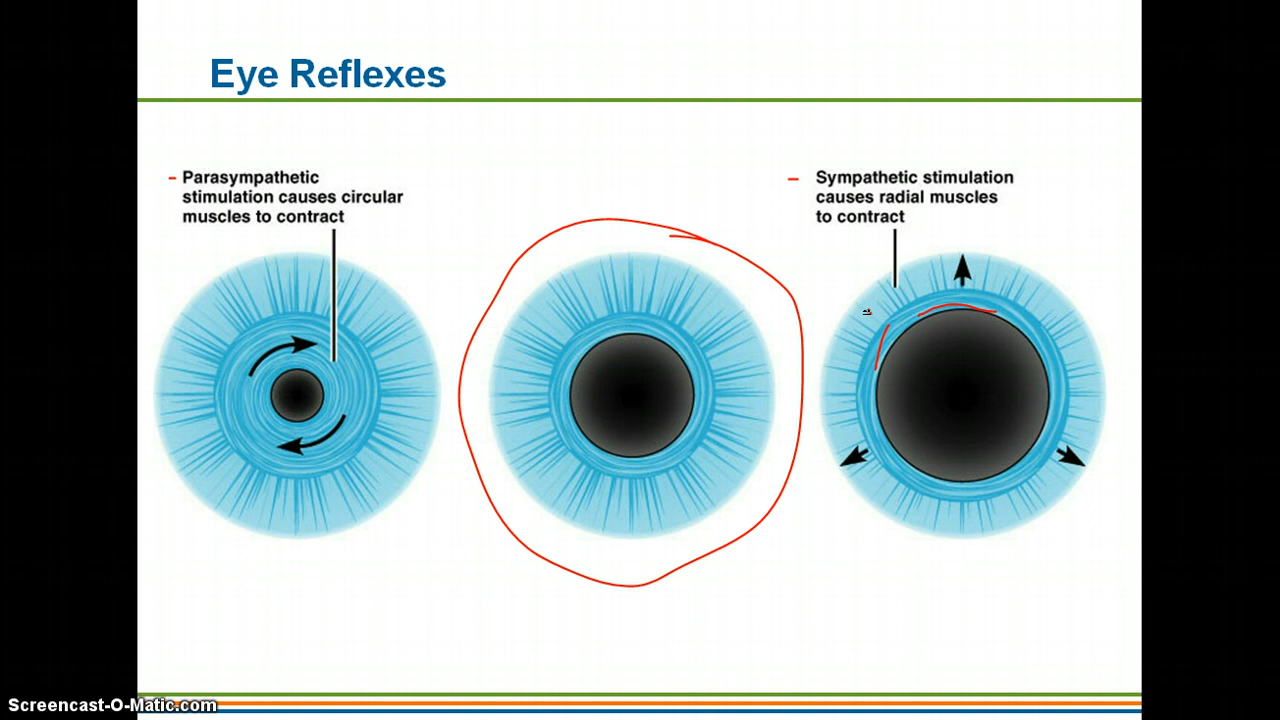 Eye Reflexes
– Parasympathetic
stimulation causes circular
muscles to contract
– Sympathetic stimulation
causes radial muscles
to contract
Screencast-O-Matic.com